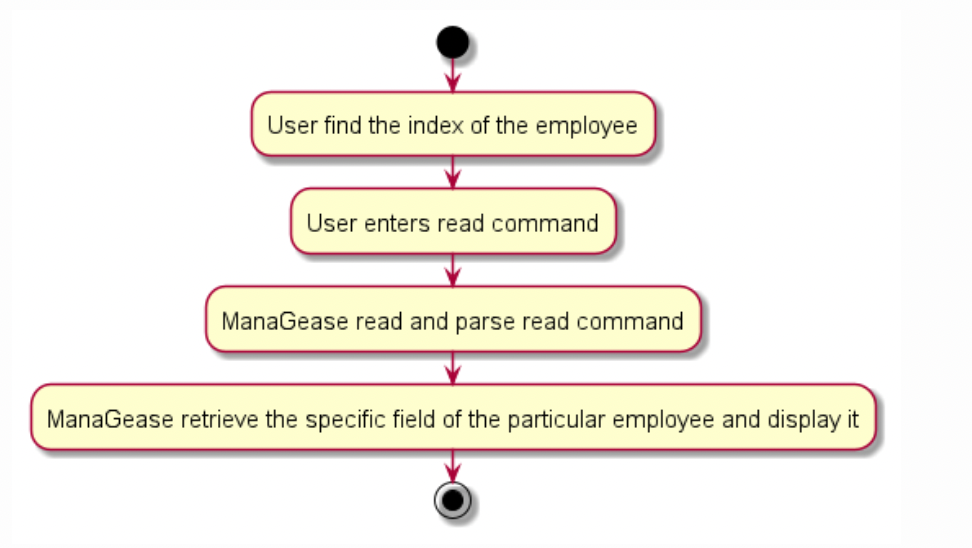 User find the index of the employee
User enters read command
ManaGease read and parse read command
ManaGease retrieve the specific field of the particular employee and display it